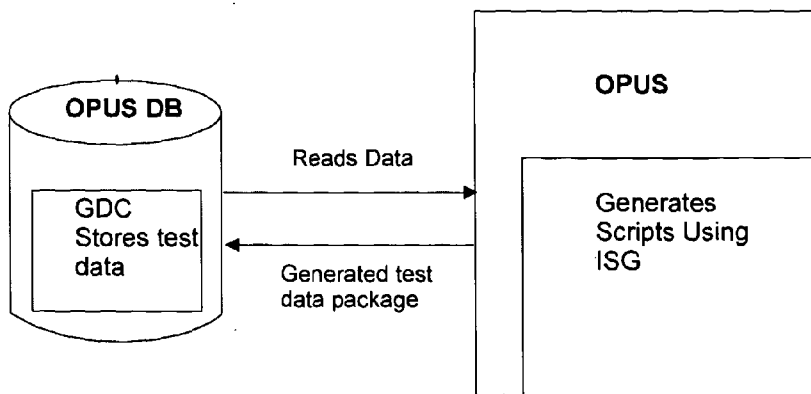 OPUS DB
OPUS
Reads Data
GDC
Stores test
data
Generates
Scripts Using
ISG
Generated test
data package